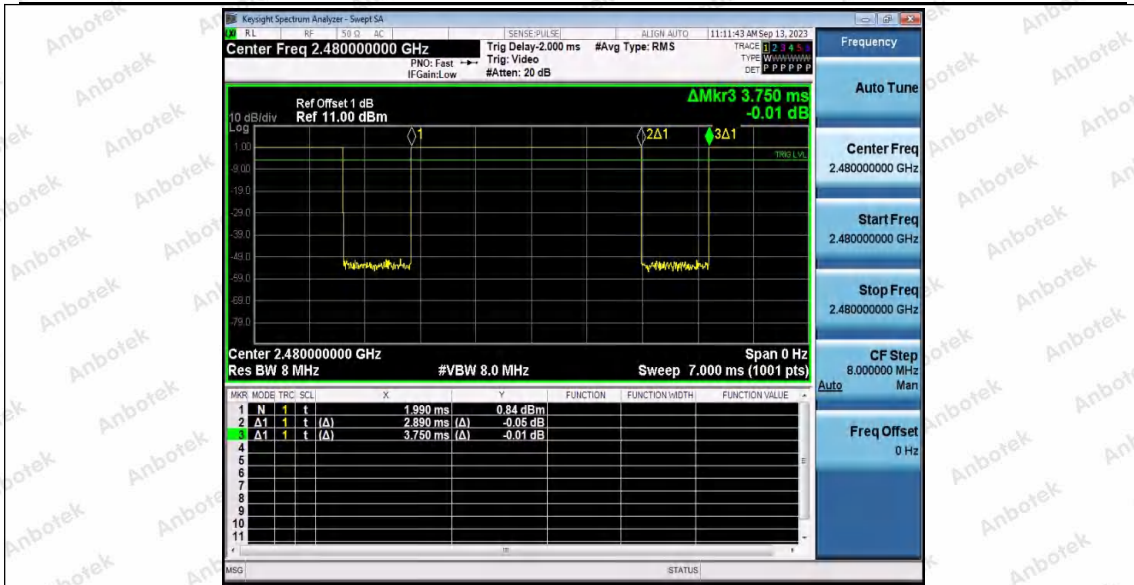 Keysight Spectrum Analyzer - Swept SA
RL RF 50 Ω AC SENSE:PULSE ALIGN AUTO 11:11:43 AM Sep 13, 2023
Center Freq 2.480000000 GHz
PNO: Fast
IFGain:Low
Trig Delay-2.000 ms
Trig: Video
#Atten: 20 dB
#Avg Type: RMS
TRACE 1 2 3 4 5
TYPE W
DET P P P P P P
Frequency
Auto Tune
Center Freq
2.480000000 GHz
Start Freq
2.480000000 GHz
Stop Freq
2.480000000 GHz
CF Step
8.000000 MHz
Auto Man
Freq Offset
0 Hz
ΔMkr3 3.750 ms
-0.01 dB
Ref Offset 1 dB
10 dB/div Ref 11.00 dBm
Log
1 2Δ1 3Δ1
1.00
TRIG LVL
-9.00
-19.0
-29.0
-39.0
-49.0
-59.0
-69.0
-79.0
Center 2.480000000 GHz Span 0 Hz
Res BW 8 MHz #VBW 8.0 MHz Sweep 7.000 ms (1001 pts)
MKR MODE TRC SCL X Y FUNCTION FUNCTION WIDTH FUNCTION VALUE
1 N 1 t 1.990 ms 0.84 dBm
2 Δ1 1 t (Δ) 2.890 ms (Δ) -0.05 dB
3 Δ1 1 t (Δ) 3.750 ms (Δ) -0.01 dB
4
5
6
7
8
9
10
11
MSG STATUS
Anbotek